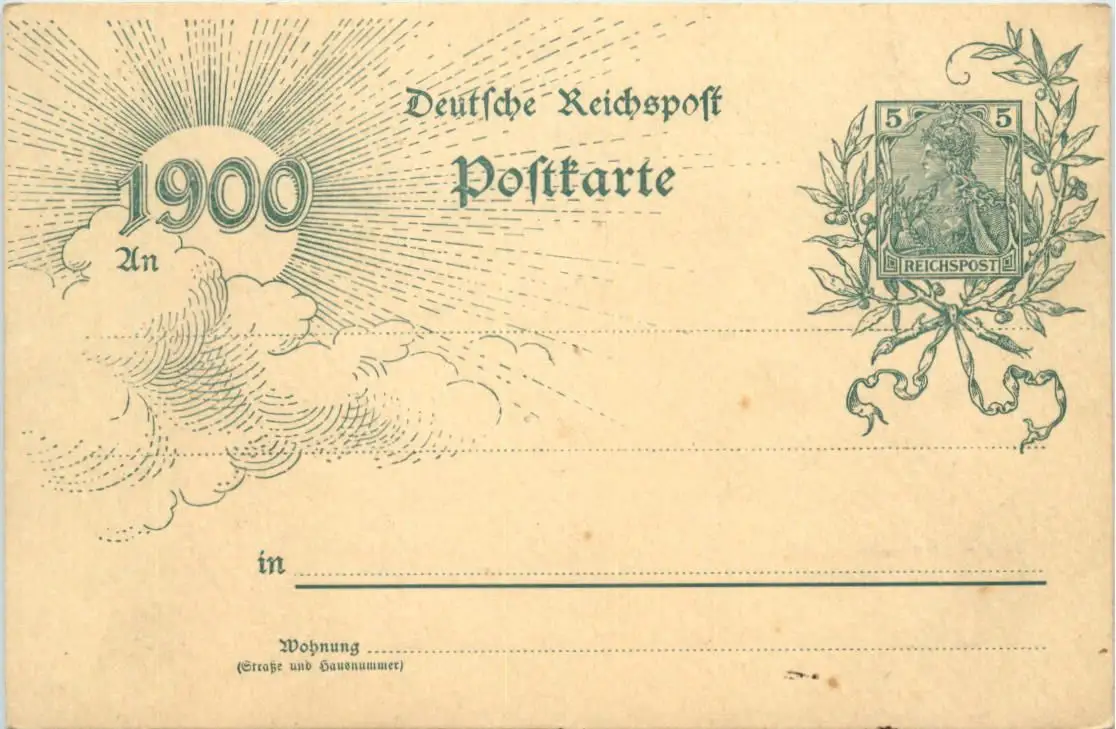 Deutſche Reichspoſt
Poſtkarte
1900
An
5 5
REICHSPOST
in
Wohnung
(Straße und Hausnummer)